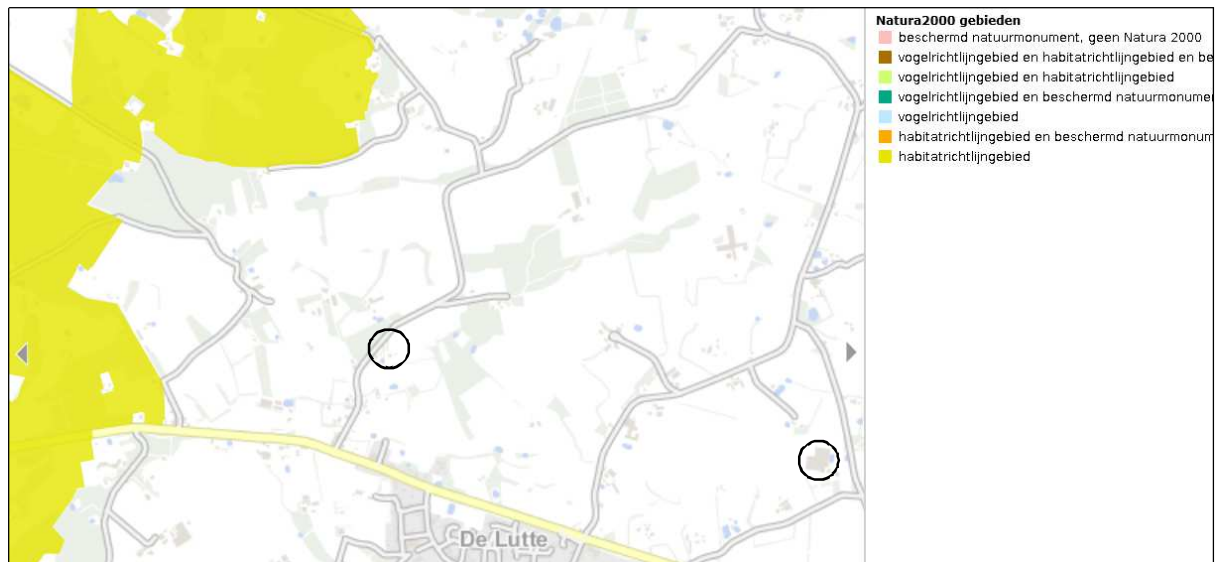 Natura2000 gebieden
beschermd natuurmonument, geen Natura 2000
vogelrichtlijngebied en habitatrichtlijngebied en be
vogelrichtlijngebied en habitatrichtlijngebied
vogelrichtlijngebied en beschermd natuurmonumer
vogelrichtlijngebied
habitatrichtlijngebied en beschermd natuurmonum
habitatrichtlijngebied
De Lutte